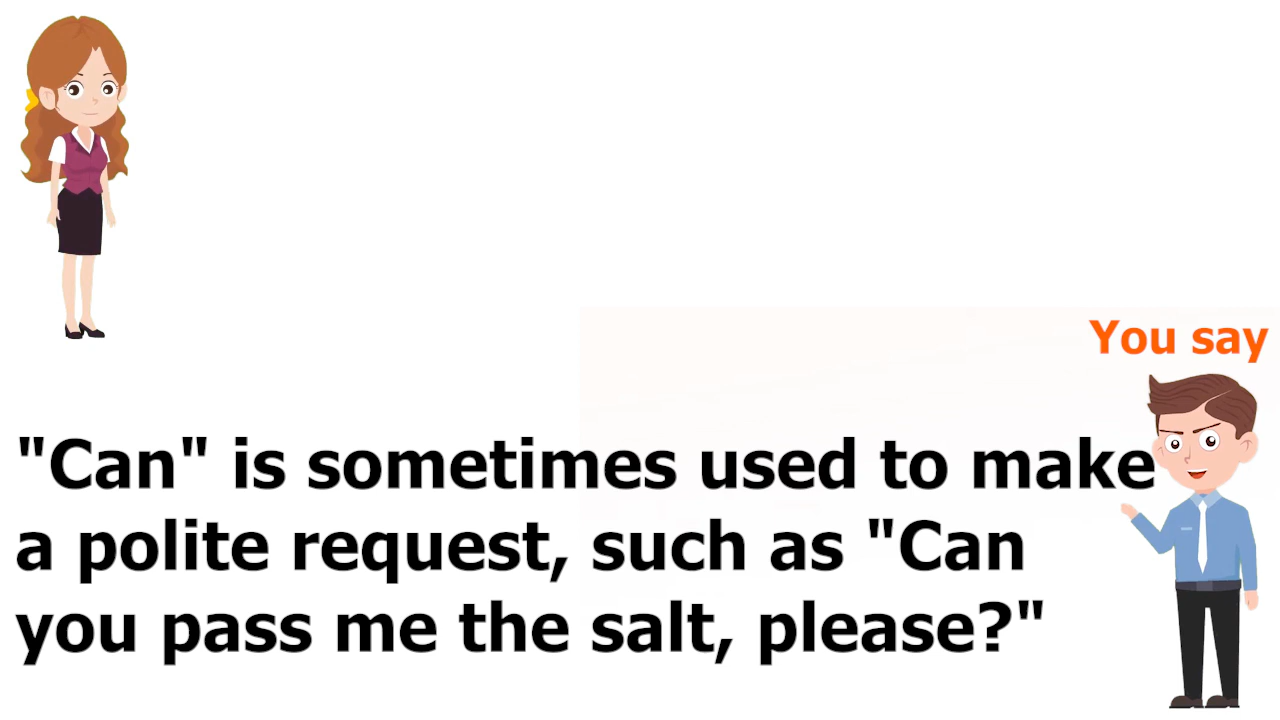 You say
"Can" is sometimes used to make
a polite request, such as "Can
you pass me the salt, please?"